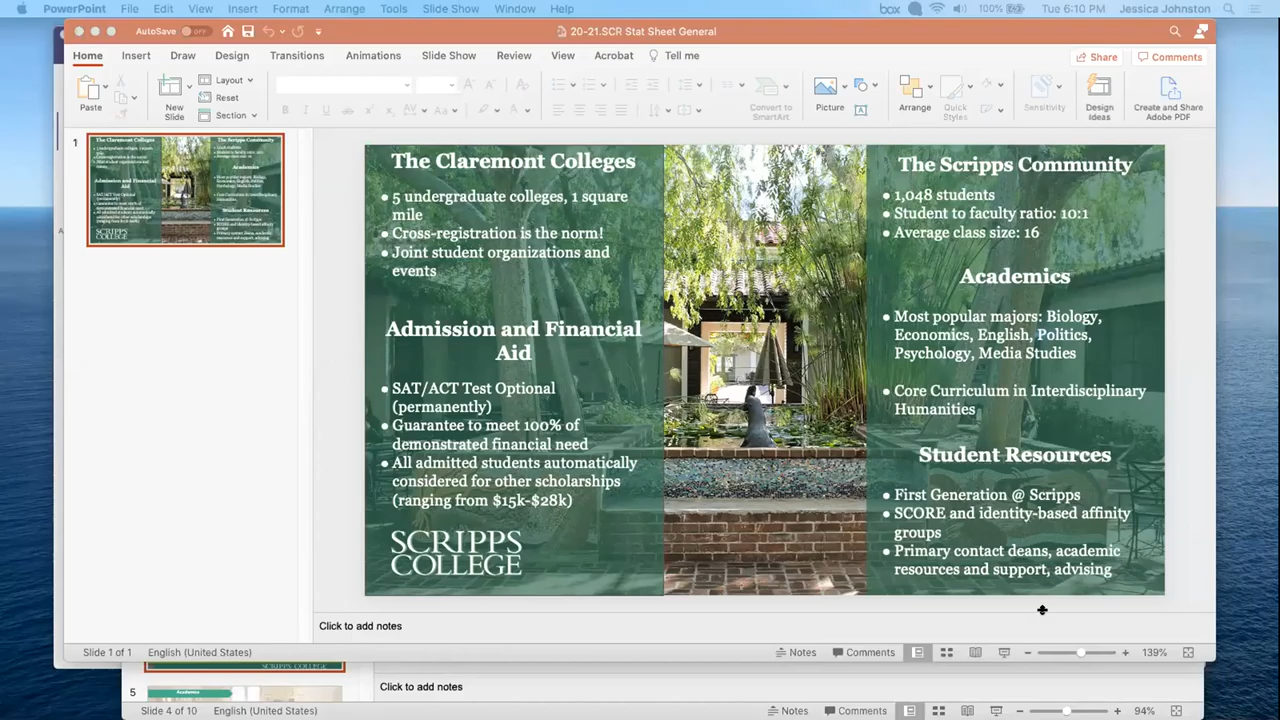 PowerPoint File Edit View Insert Format Arrange Tools Slide Show Window Help box 100% Tue 6:10 PM Jessica Johnston
AutoSave OFF 20-21.SCR Stat Sheet General
Home Insert Draw Design Transitions Animations Slide Show Review View Acrobat Tell me Share Comments
Paste
New Slide
Layout
Reset
Section
Convert to SmartArt
Picture
Arrange
Quick Styles
Sensitivity
Design Ideas
Create and Share Adobe PDF
1
The Claremont Colleges
5 undergraduate colleges, 1 square
mile
Cross-registration is the norm!
Joint student organizations and
events
Admission and Financial
Aid
SAT/ACT Test Optional
(permanently)
Guarantee to meet 100% of
demonstrated financial need
All admitted students automatically
considered for other scholarships
(ranging from $15k-$28k)
SCRIPPS
COLLEGE
The Scripps Community
1,048 students
Student to faculty ratio: 10:1
Average class size: 16
Academics
Most popular majors: Biology,
Economics, English, Politics,
Psychology, Media Studies
Core Curriculum in Interdisciplinary
Humanities
Student Resources
First Generation @ Scripps
SCORE and identity-based affinity
groups
Primary contact deans, academic
resources and support, advising
Click to add notes
Slide 1 of 1 English (United States) Notes Comments 139%
SCRIPPS COLLEGE
5 Academics
Click to add notes
Slide 4 of 10 English (United States) Notes Comments 94%